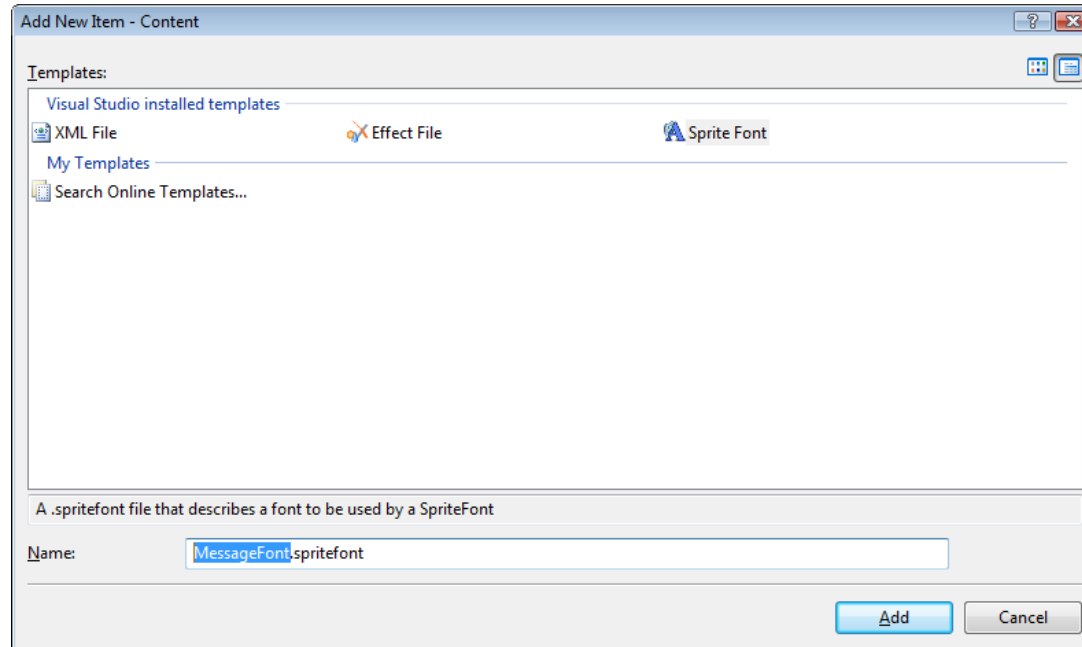 Add New Item - Content
Templates:
Visual Studio installed templates
XML File Effect File Sprite Font
My Templates
Search Online Templates...
A .spritefont file that describes a font to be used by a SpriteFont
Name: MessageFont.spritefont
Add Cancel